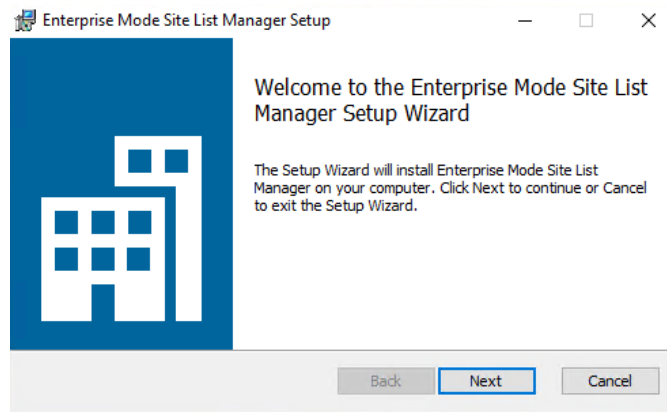 Enterprise Mode Site List Manager Setup
Welcome to the Enterprise Mode Site List
Manager Setup Wizard
The Setup Wizard will install Enterprise Mode Site List
Manager on your computer. Click Next to continue or Cancel
to exit the Setup Wizard.
Back Next Cancel